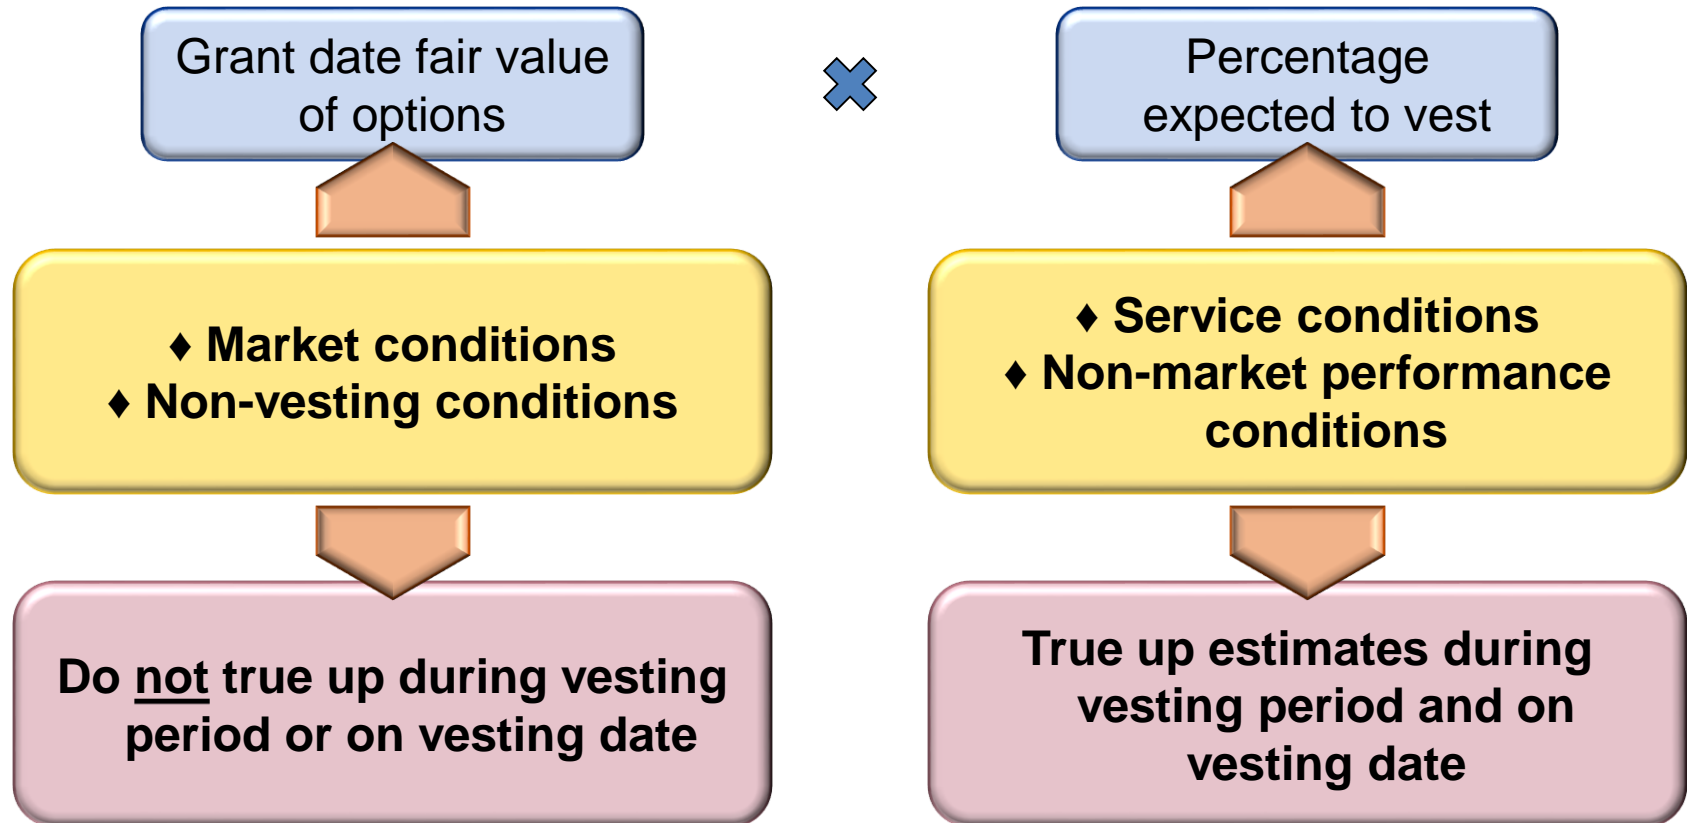 Grant date fair value
of options
Percentage
expected to vest
♦ Market conditions
♦ Non-vesting conditions
♦ Service conditions
♦ Non-market performance
conditions
Do not true up during vesting
period or on vesting date
True up estimates during
vesting period and on
vesting date